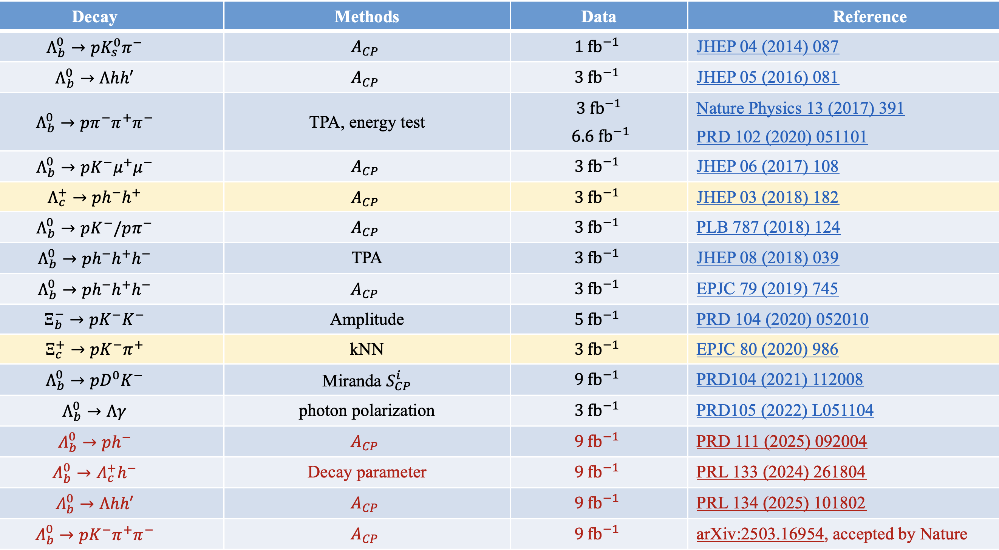 Decay Methods Data Reference
Λ_b^0 → pK_s^0π^− A_CP 1 fb^−1 JHEP 04 (2014) 087
Λ_b^0 → Λhh′ A_CP 3 fb^−1 JHEP 05 (2016) 081
Λ_b^0 → pπ^−π^+π^− TPA, energy test 3 fb^−1 Nature Physics 13 (2017) 391
6.6 fb^−1 PRD 102 (2020) 051101
Λ_b^0 → pK^−μ^+μ^− A_CP 3 fb^−1 JHEP 06 (2017) 108
Λ_c^+ → ph^−h^+ A_CP 3 fb^−1 JHEP 03 (2018) 182
Λ_b^0 → pK^−/pπ^− A_CP 3 fb^−1 PLB 787 (2018) 124
Λ_b^0 → ph^−h^+h^− TPA 3 fb^−1 JHEP 08 (2018) 039
Λ_b^0 → ph^−h^+h^− A_CP 3 fb^−1 EPJC 79 (2019) 745
Ξ_b^− → pK^−K^− Amplitude 5 fb^−1 PRD 104 (2020) 052010
Ξ_c^+ → pK^−π^+ kNN 3 fb^−1 EPJC 80 (2020) 986
Λ_b^0 → pD^0K^− Miranda S_CP^i 9 fb^−1 PRD104 (2021) 112008
Λ_b^0 → Λγ photon polarization 3 fb^−1 PRD105 (2022) L051104
Λ_b^0 → ph^− A_CP 9 fb^−1 PRD 111 (2025) 092004
Λ_b^0 → Λ_c^+h^− Decay parameter 9 fb^−1 PRL 133 (2024) 261804
Λ_b^0 → Λhh′ A_CP 9 fb^−1 PRL 134 (2025) 101802
Λ_b^0 → pK^−π^+π^− A_CP 9 fb^−1 arXiv:2503.16954, accepted by Nature